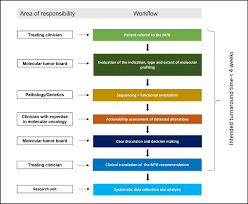 Area of responsibility
Workflow
Treating clinician
Patient referral to the MTB
Molecular tumor board
Evaluation of the indication, type and extent of molecular
profiling
Pathology/Genetics
Sequencing + functional annotation
Clinician with expertise
in molecular oncology
Actionability assessment of detected alterations
Molecular tumor board
Case discussion and decision making
Treating clinician
Clinical translation of the MTB recommendation
Research unit
Systematic data collection and analysis
Intended turnaround time < 4 weeks